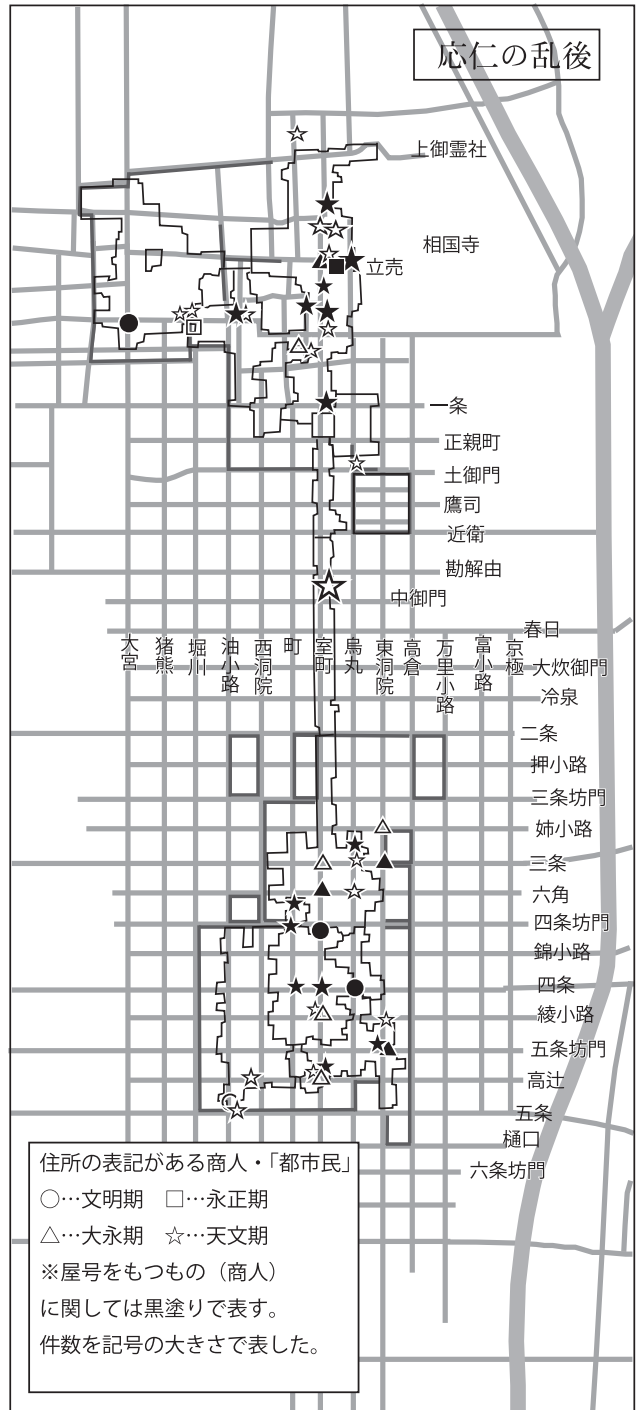 応仁の乱後
上御霊社
相国寺
立売
一条
正親町
土御門
鷹司
近衛
勘解由
中御門
春日
大宮
猪熊
堀川
油小路
西洞院
町
室町
烏丸
東洞院
高倉
万里小路
富小路
京極
大炊御門
冷泉
二条
押小路
三条坊門
姉小路
三条
六角
四条坊門
錦小路
四条
綾小路
五条坊門
高辻
五条
樋口
六条坊門
住所の表記がある商人・「都市民」
○…文明期　□…永正期
△…大永期　☆…天文期
※屋号をもつもの（商人）
に関しては黒塗りで表す。
件数を記号の大きさで表した。